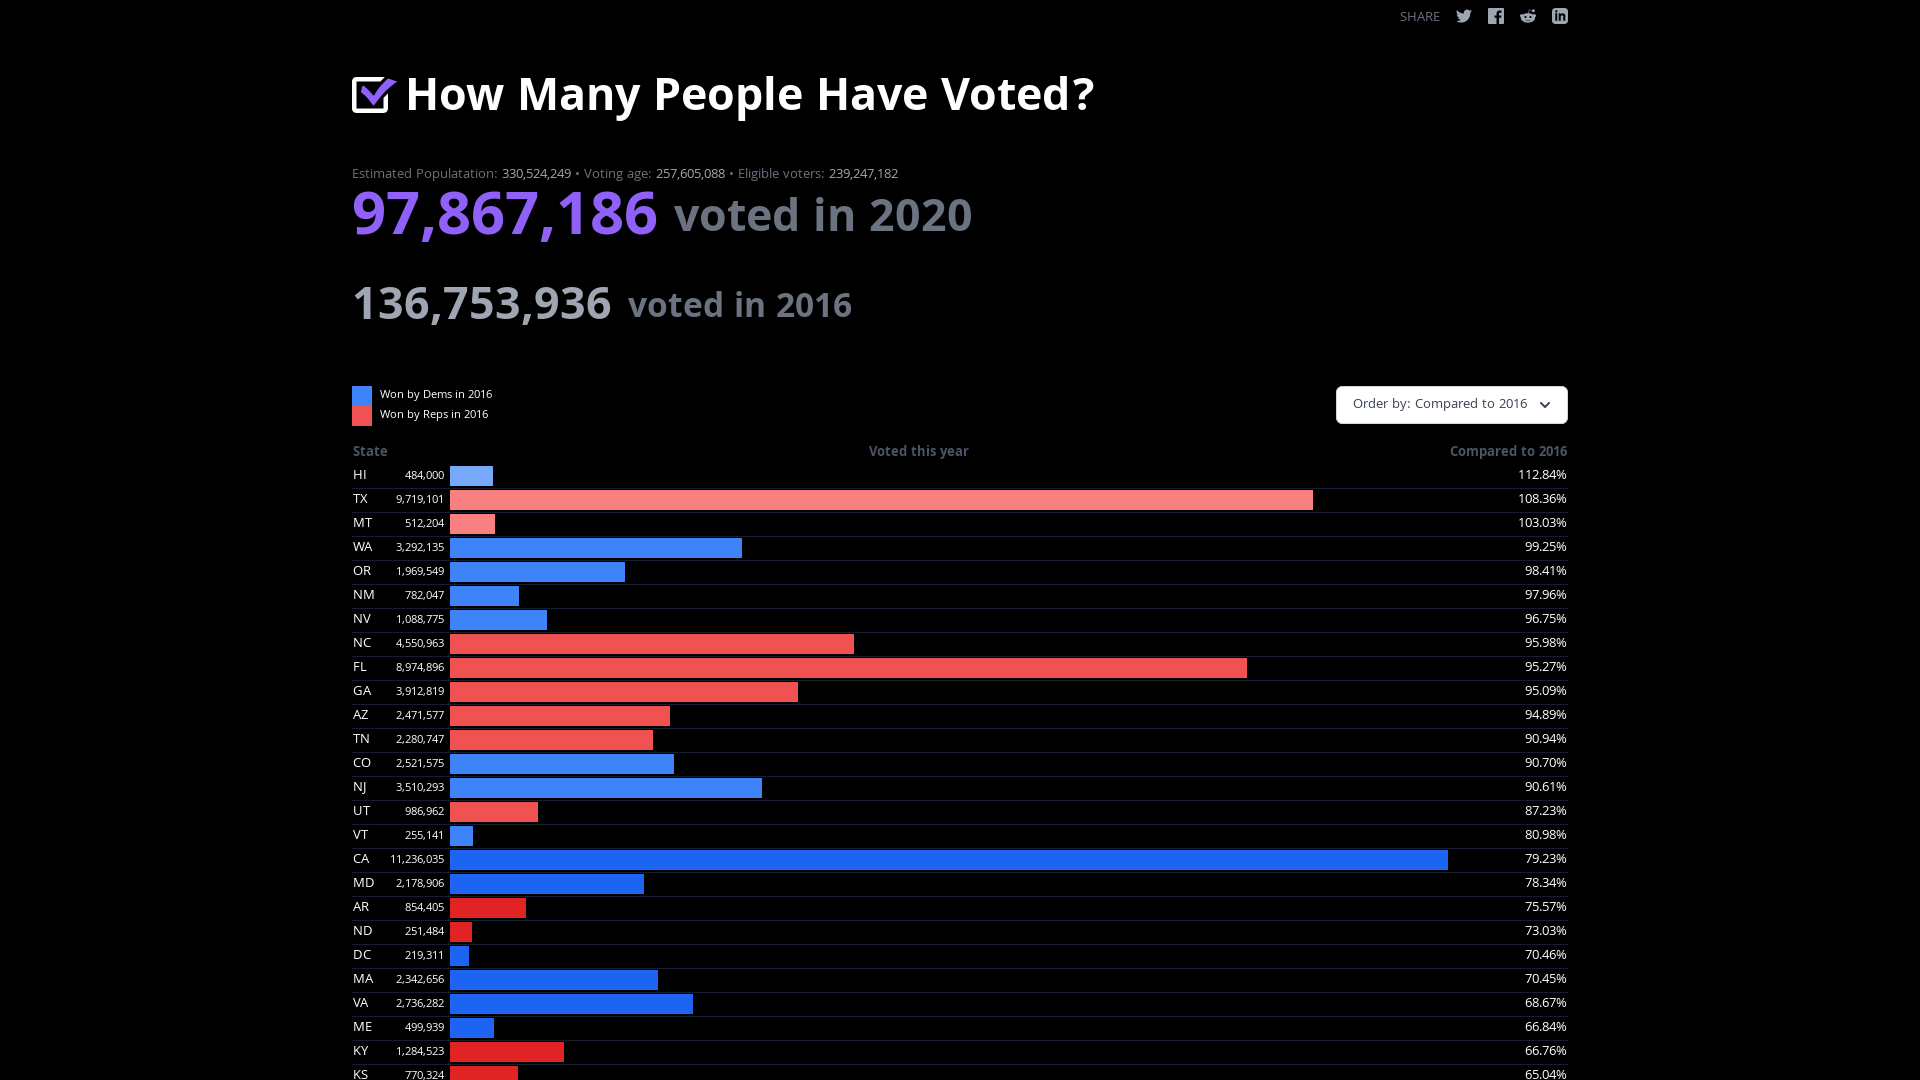 SHARE
How Many People Have Voted?
Estimated Populatation: 330,524,249 • Voting age: 257,605,088 • Eligible voters: 239,247,182
97,867,186 voted in 2020
136,753,936 voted in 2016
Won by Dems in 2016
Won by Reps in 2016
Order by: Compared to 2016
State Voted this year Compared to 2016
HI 484,000 112.84%
TX 9,719,101 108.36%
MT 512,204 103.03%
WA 3,292,135 99.25%
OR 1,969,549 98.41%
NM 782,047 97.96%
NV 1,088,775 96.75%
NC 4,550,963 95.98%
FL 8,974,896 95.27%
GA 3,912,819 95.09%
AZ 2,471,577 94.89%
TN 2,280,747 90.94%
CO 2,521,575 90.70%
NJ 3,510,293 90.61%
UT 986,962 87.23%
VT 255,141 80.98%
CA 11,236,035 79.23%
MD 2,178,906 78.34%
AR 854,405 75.57%
ND 251,484 73.03%
DC 219,311 70.46%
MA 2,342,656 70.45%
VA 2,736,282 68.67%
ME 499,939 66.84%
KY 1,284,523 66.76%
KS 770,324 65.04%